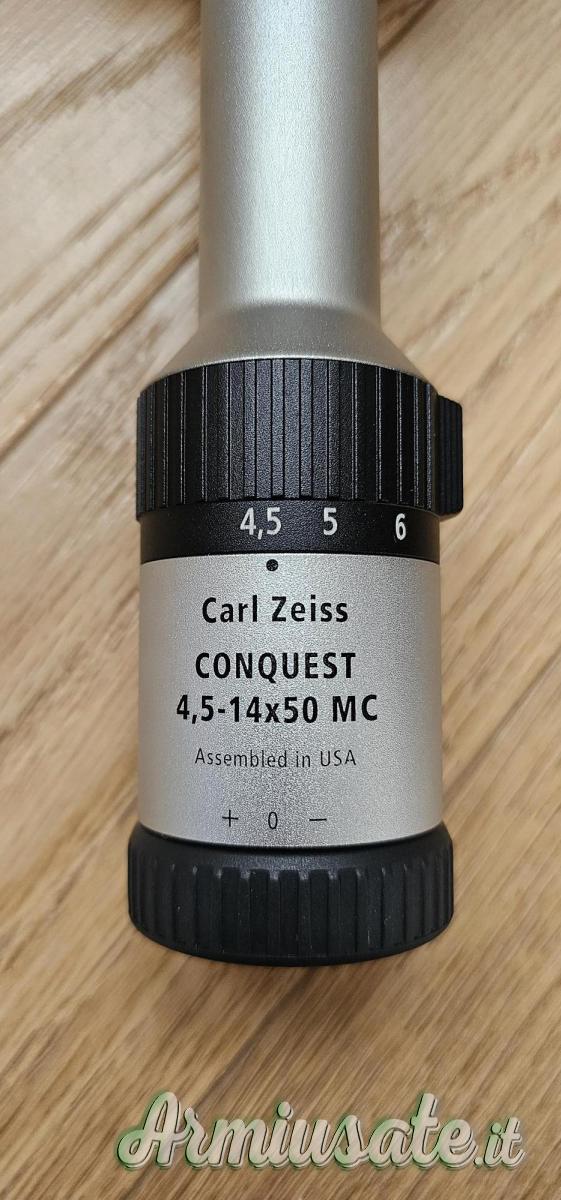 4,5 5 6
Carl Zeiss
CONQUEST
4,5-14x50 MC
Assembled in USA
+ 0 −
Armiusate.it